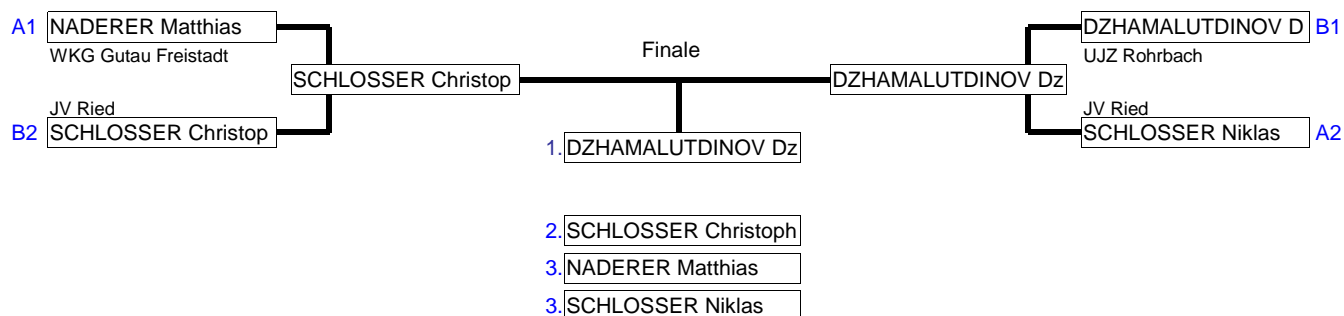 A1 NADERER Matthias
WKG Gutau Freistadt
SCHLOSSER Christop
JV Ried
B2 SCHLOSSER Christop
Finale
DZHAMALUTDINOV D B1
UJZ Rohrbach
DZHAMALUTDINOV Dz
JV Ried
SCHLOSSER Niklas A2
1. DZHAMALUTDINOV Dz
2. SCHLOSSER Christoph
3. NADERER Matthias
3. SCHLOSSER Niklas